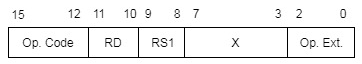 15 12 11 10 9 8 7 3 2 0
Op. Code RD RS1 X Op. Ext.